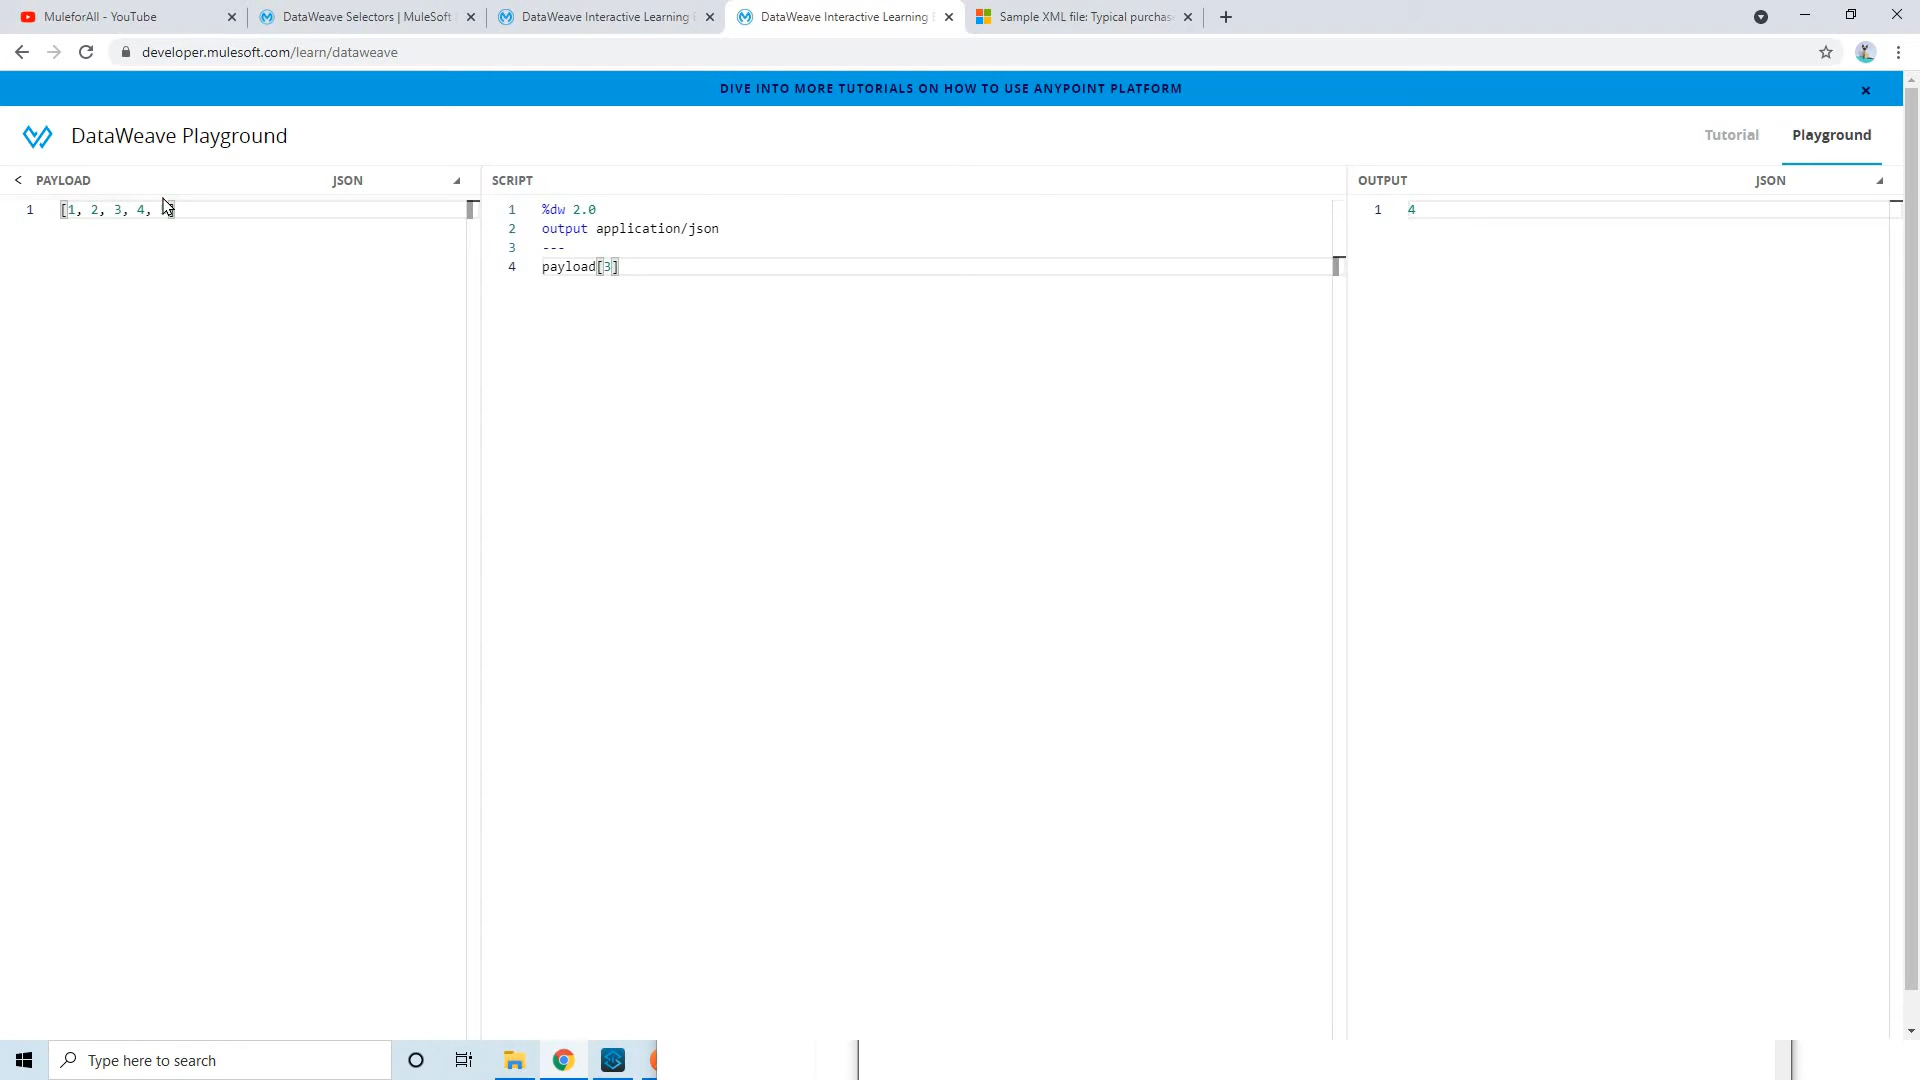 MuleforAll - YouTube
DataWeave Selectors | MuleSoft
DataWeave Interactive Learning
DataWeave Interactive Learning
Sample XML file: Typical purchas
developer.mulesoft.com/learn/dataweave
DIVE INTO MORE TUTORIALS ON HOW TO USE ANYPOINT PLATFORM
DataWeave Playground
Tutorial
Playground
PAYLOAD
JSON
1 [1, 2, 3, 4, ]
SCRIPT
1 %dw 2.0
2 output application/json
3 ---
4 payload[3]
OUTPUT
JSON
1 4
Type here to search